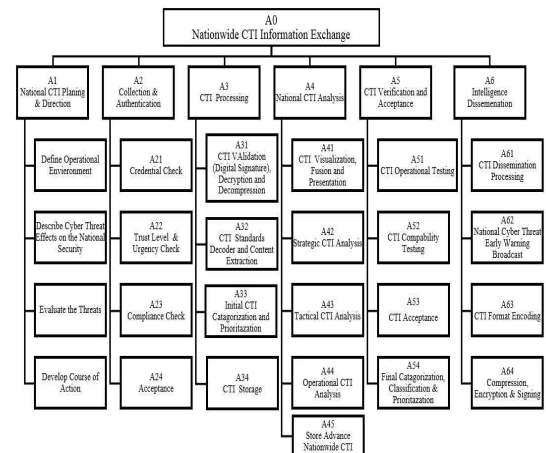 A0
Nationwide CTI Information Exchange
A1
National CTI Planing
& Direction
A2
Collection &
Authentication
A3
CTI Processing
A4
National CTI Analysis
A5
CTI Verification and
Acceptance
A6
Intelligence
Dissemenation
Define Operational
Envieronment
A21
Credential Check
A31
CTI VAlidation
(Digital Signature),
Decryption and
Decompression
A41
CTI Visualization,
Fusion and
Presentation
A51
CTI Operational Testing
A61
CTI Dissemination
Processing
Describe Cyber Threat
Effects on the National
Security
A22
Trust Level &
Urgency Check
A32
CTI Standards
Decoder and Content
Extraction
A42
Strategic CTI Analysis
A52
CTI Compability
Testing
A62
National Cyber Threat
Early Warning
Broadcast
Evaluate the Threats
A23
Compliance Check
A33
Initial CTI
Catagorization and
Prioritazation
A43
Tactical CTI Analysis
A53
CTI Acceptance
A63
CTI Format Encoding
Develop Course of
Action
A24
Acceptance
A34
CTI Storage
A44
Operational CTI
Analysis
A54
Final Catagorization,
Classification &
Prioritazation
A64
Compression,
Encryption & Signing
A45
Store Advance
Nationwide CTI